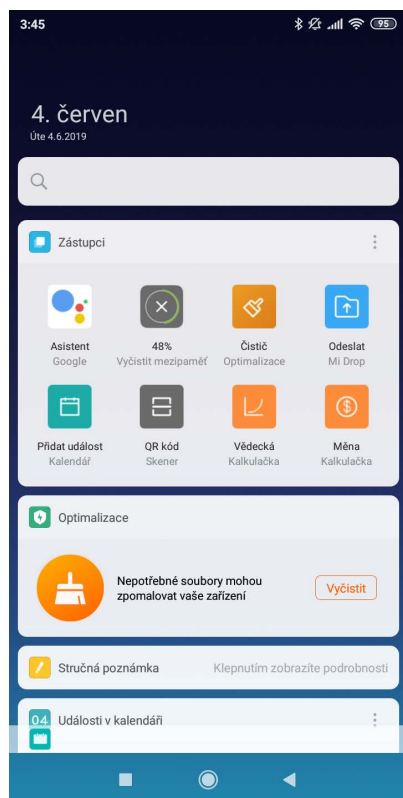 3:45
95
4. červen
Úte 4.6.2019
Zástupci
Asistent
Google
48%
Vyčistit mezipaměť
Čistič
Optimalizace
Odeslat
Mi Drop
Přidat událost
Kalendář
QR kód
Skener
Vědecká
Kalkulačka
Měna
Kalkulačka
Optimalizace
Nepotřebné soubory mohou
zpomalovat vaše zařízení
Vyčistit
Stručná poznámka
Klepnutím zobrazíte podrobnosti
04
Události v kalendáři